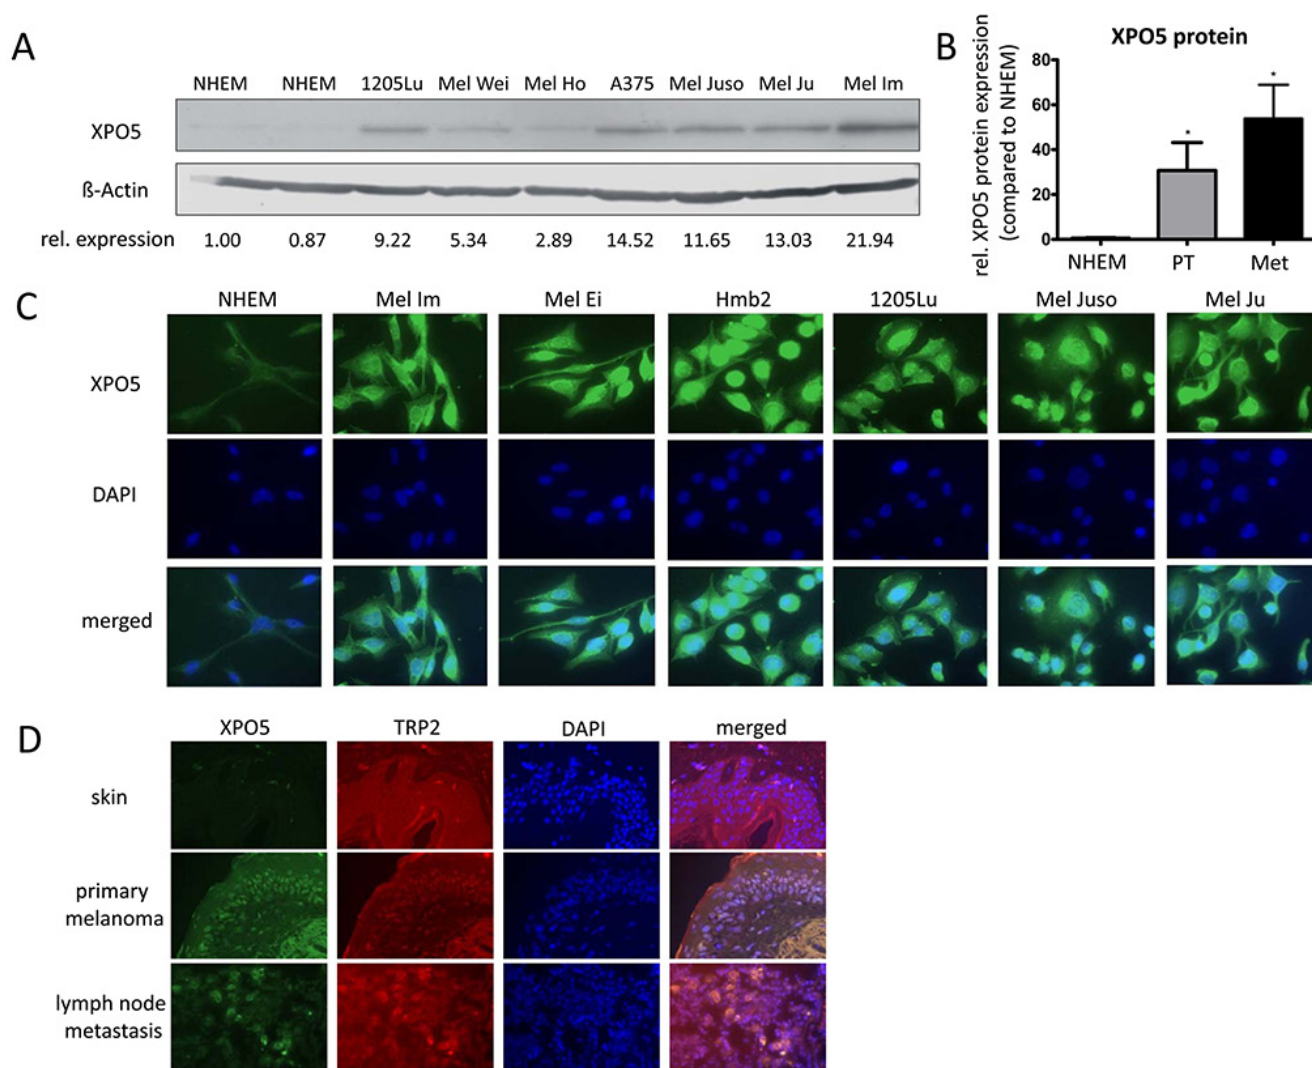 A
NHEM NHEM 1205Lu Mel Wei Mel Ho A375 Mel Juso Mel Ju Mel Im
XPO5
ß-Actin
rel. expression 1.00 0.87 9.22 5.34 2.89 14.52 11.65 13.03 21.94
B
XPO5 protein
rel. XPO5 protein expression
(compared to NHEM)
80
60
40
20
0
* *
NHEM PT Met
C
NHEM Mel Im Mel Ei Hmb2 1205Lu Mel Juso Mel Ju
XPO5
DAPI
merged
D
XPO5 TRP2 DAPI merged
skin
primary
melanoma
lymph node
metastasis